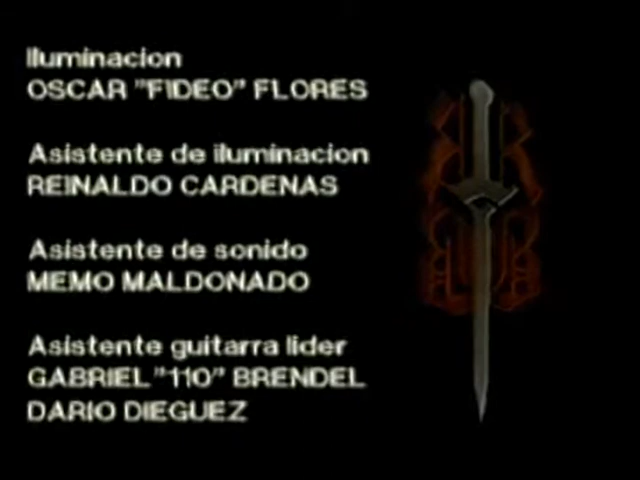 Iluminacion
OSCAR "FIDEO" FLORES
Asistente de iluminacion
REINALDO CARDENAS
Asistente de sonido
MEMO MALDONADO
Asistente guitarra lider
GABRIEL "110" BRENDEL
DARIO DIEGUEZ